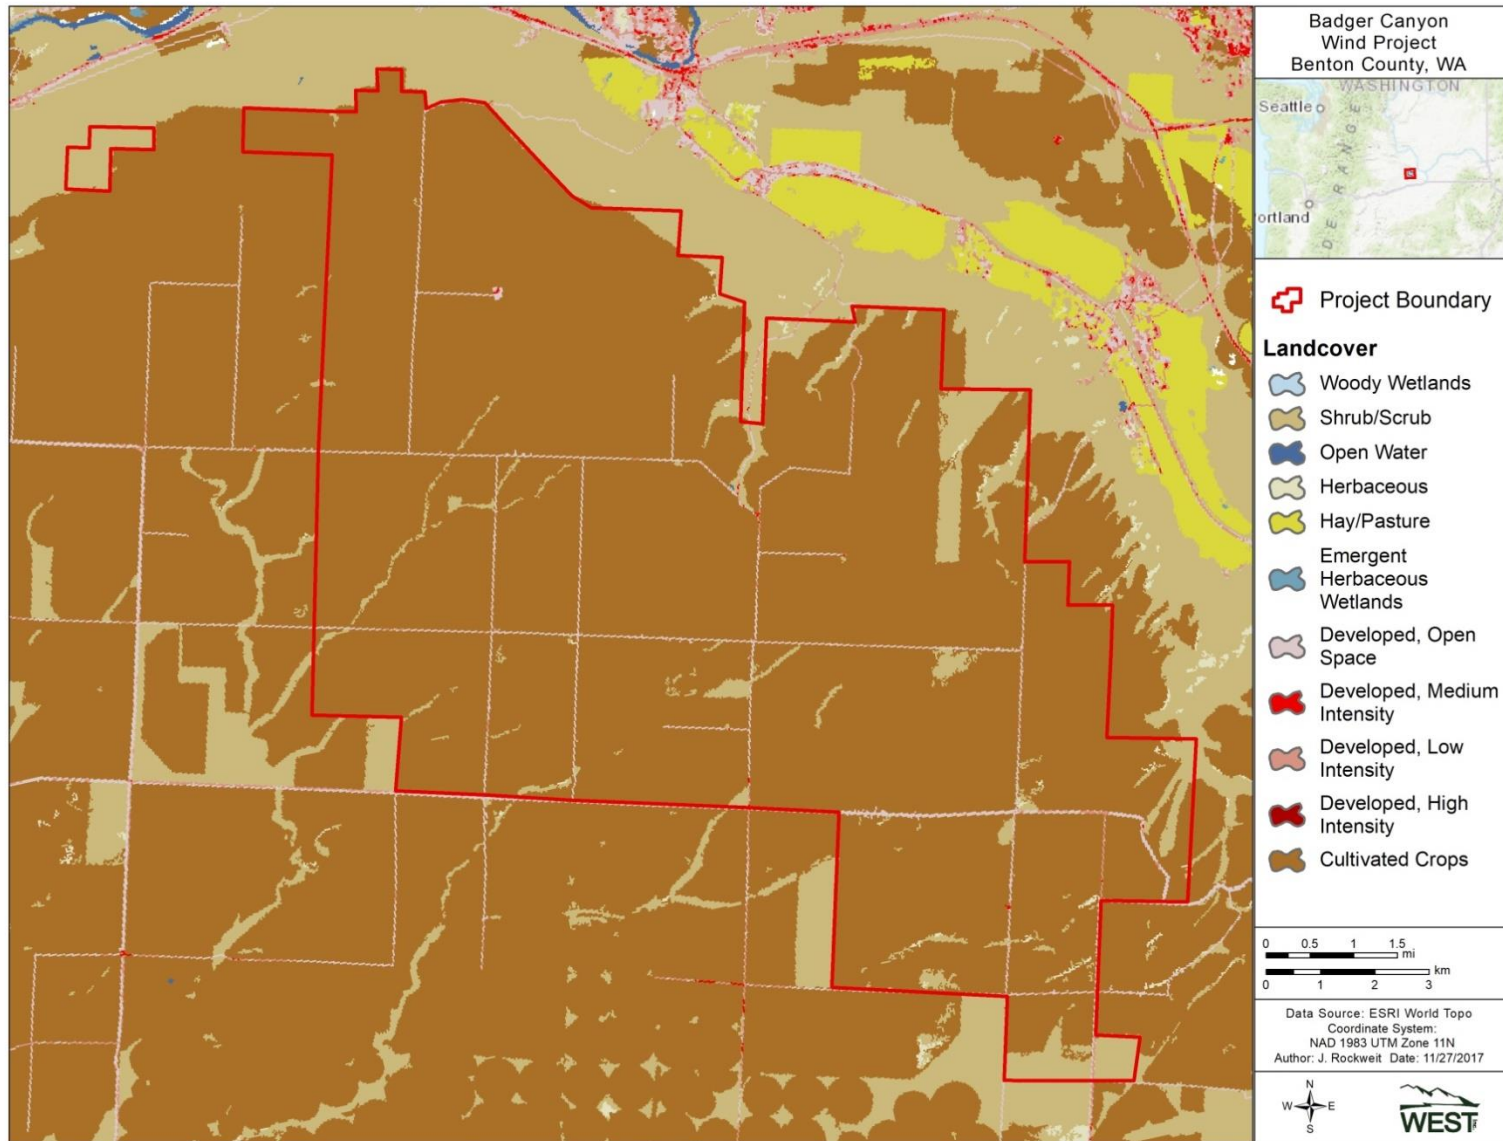 Badger Canyon
Wind Project
Benton County, WA
WASHINGTON
Seattle
DE RANGE
ortland
Project Boundary
Landcover
Woody Wetlands
Shrub/Scrub
Open Water
Herbaceous
Hay/Pasture
Emergent
Herbaceous
Wetlands
Developed, Open
Space
Developed, Medium
Intensity
Developed, Low
Intensity
Developed, High
Intensity
Cultivated Crops
0 0.5 1 1.5
mi
km
0 1 2 3
Data Source: ESRI World Topo
Coordinate System:
NAD 1983 UTM Zone 11N
Author: J. Rockweit Date: 11/27/2017
N
W E
S
WEST